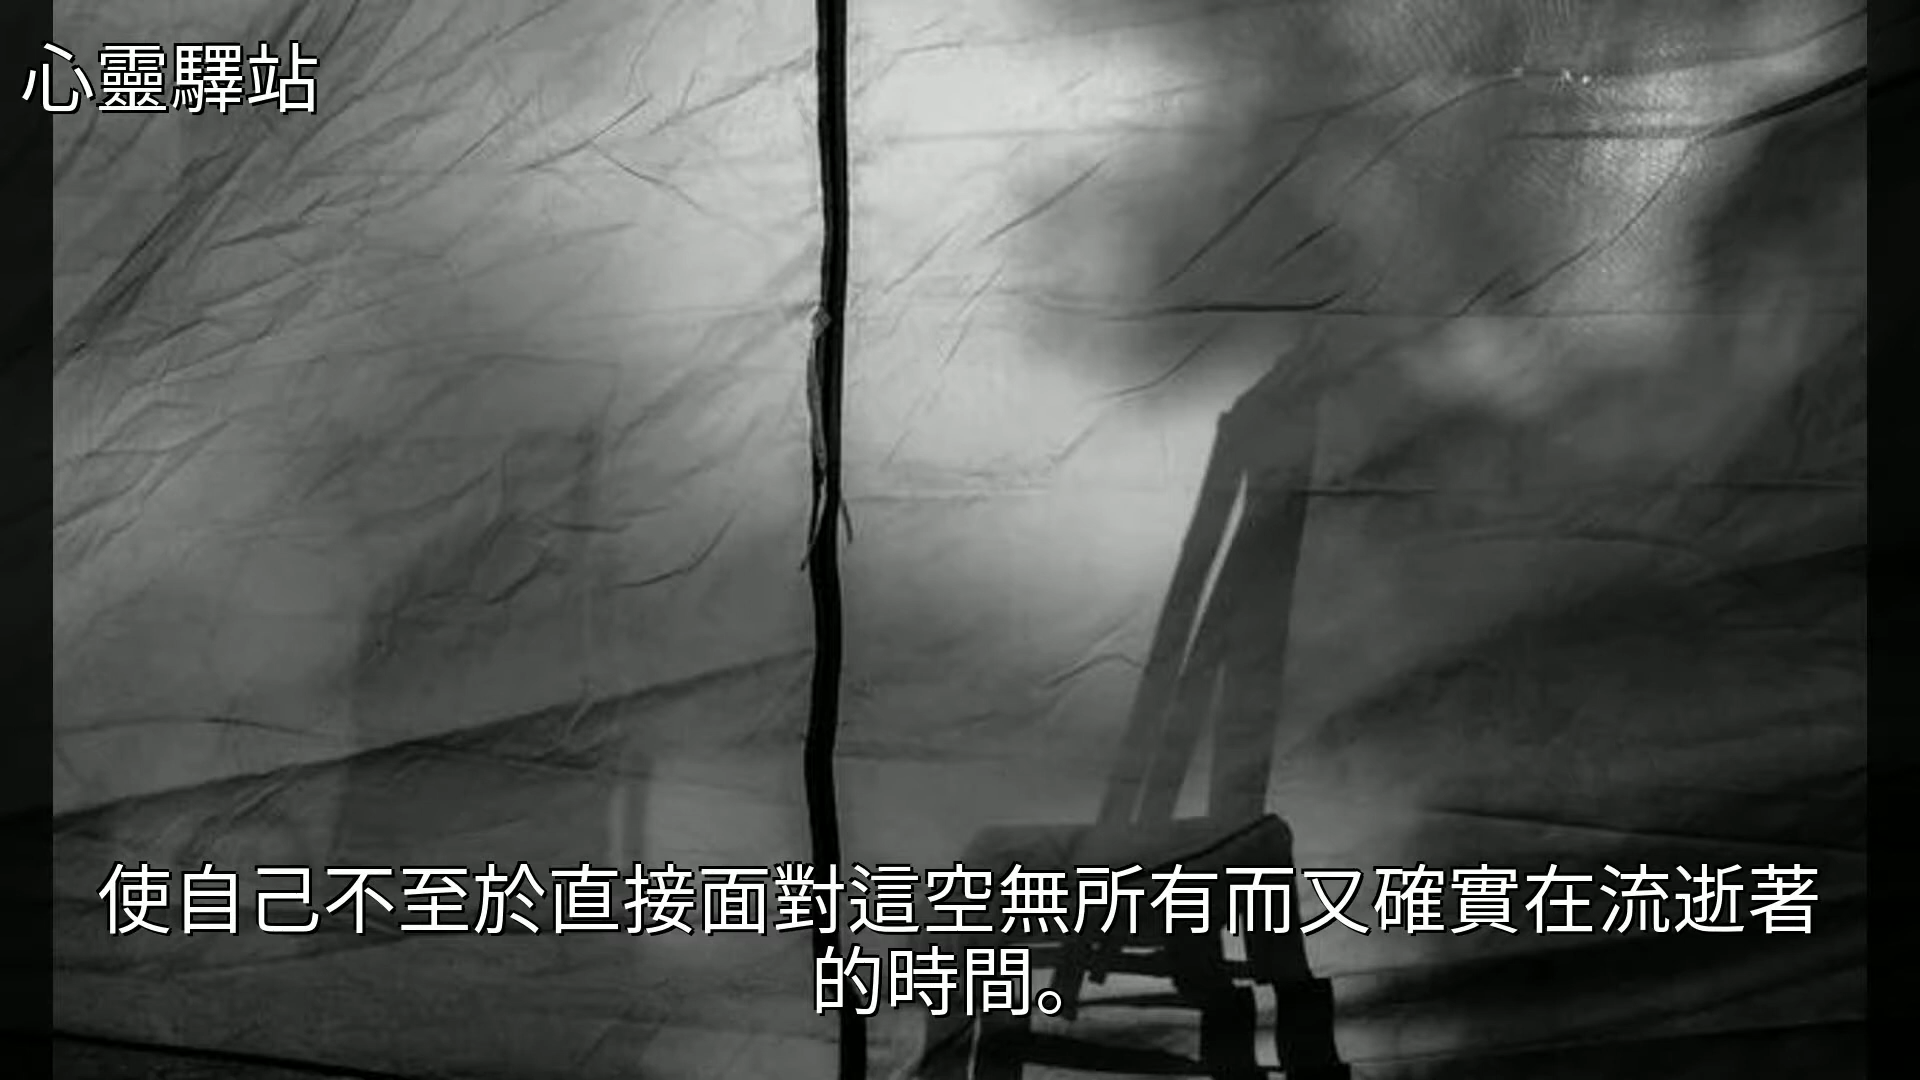 心靈驛站
使自己不至於直接面對這空無所有而又確實在流逝著
的時間。